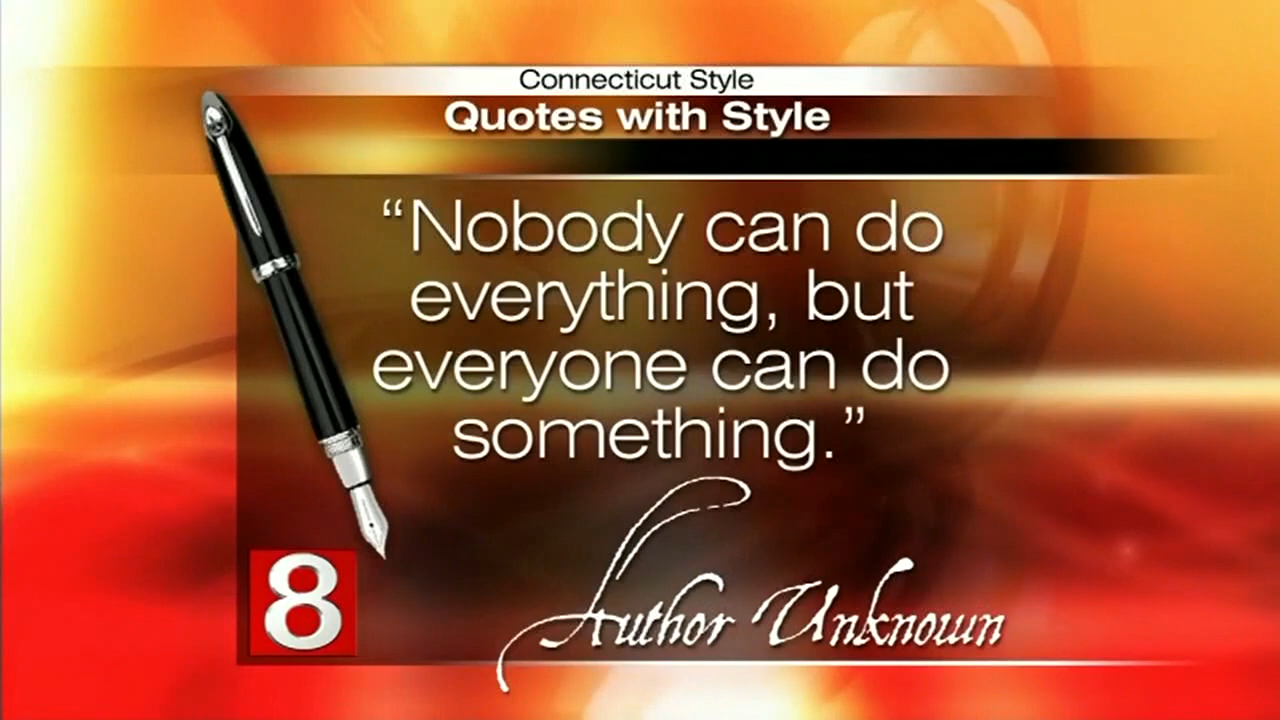 Connecticut Style
Quotes with Style
“Nobody can do
everything, but
everyone can do
something.”
Author Unknown
8